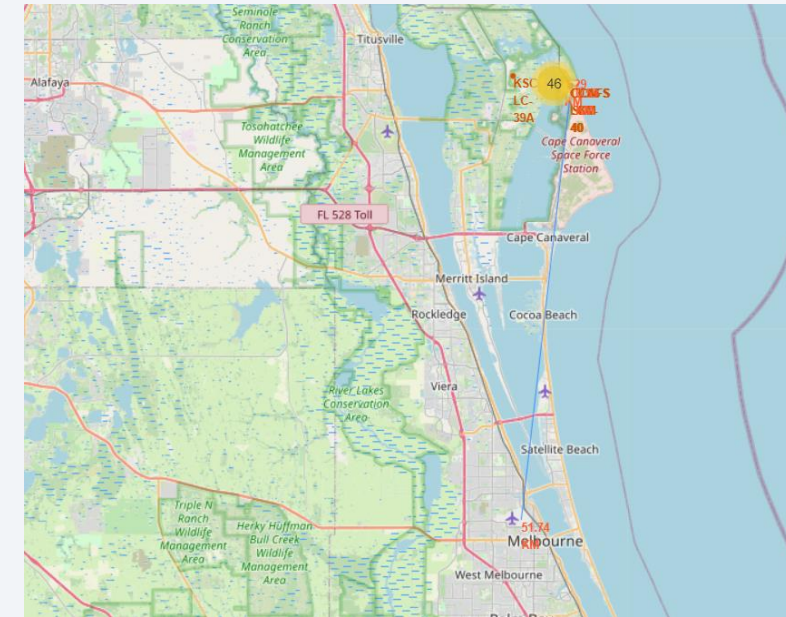 Seminole
Ranch
Conservation
Area
Titusville
Alafaya
KSC
LC-
39A
46
29
40
Cape Canaveral
Space Force
Station
Tosohatchee
Wildlife
Management
Area
FL 528 Toll
Cape Canaveral
Merritt Island
Rockledge
Cocoa Beach
Viera
River Lakes
Conservation
Area
Satellite Beach
Triple N
Ranch
Wildlife
Management
Area
Herky Huffman
Bull Creek
Wildlife
Management
Area
51.74
KM
Melbourne
West Melbourne